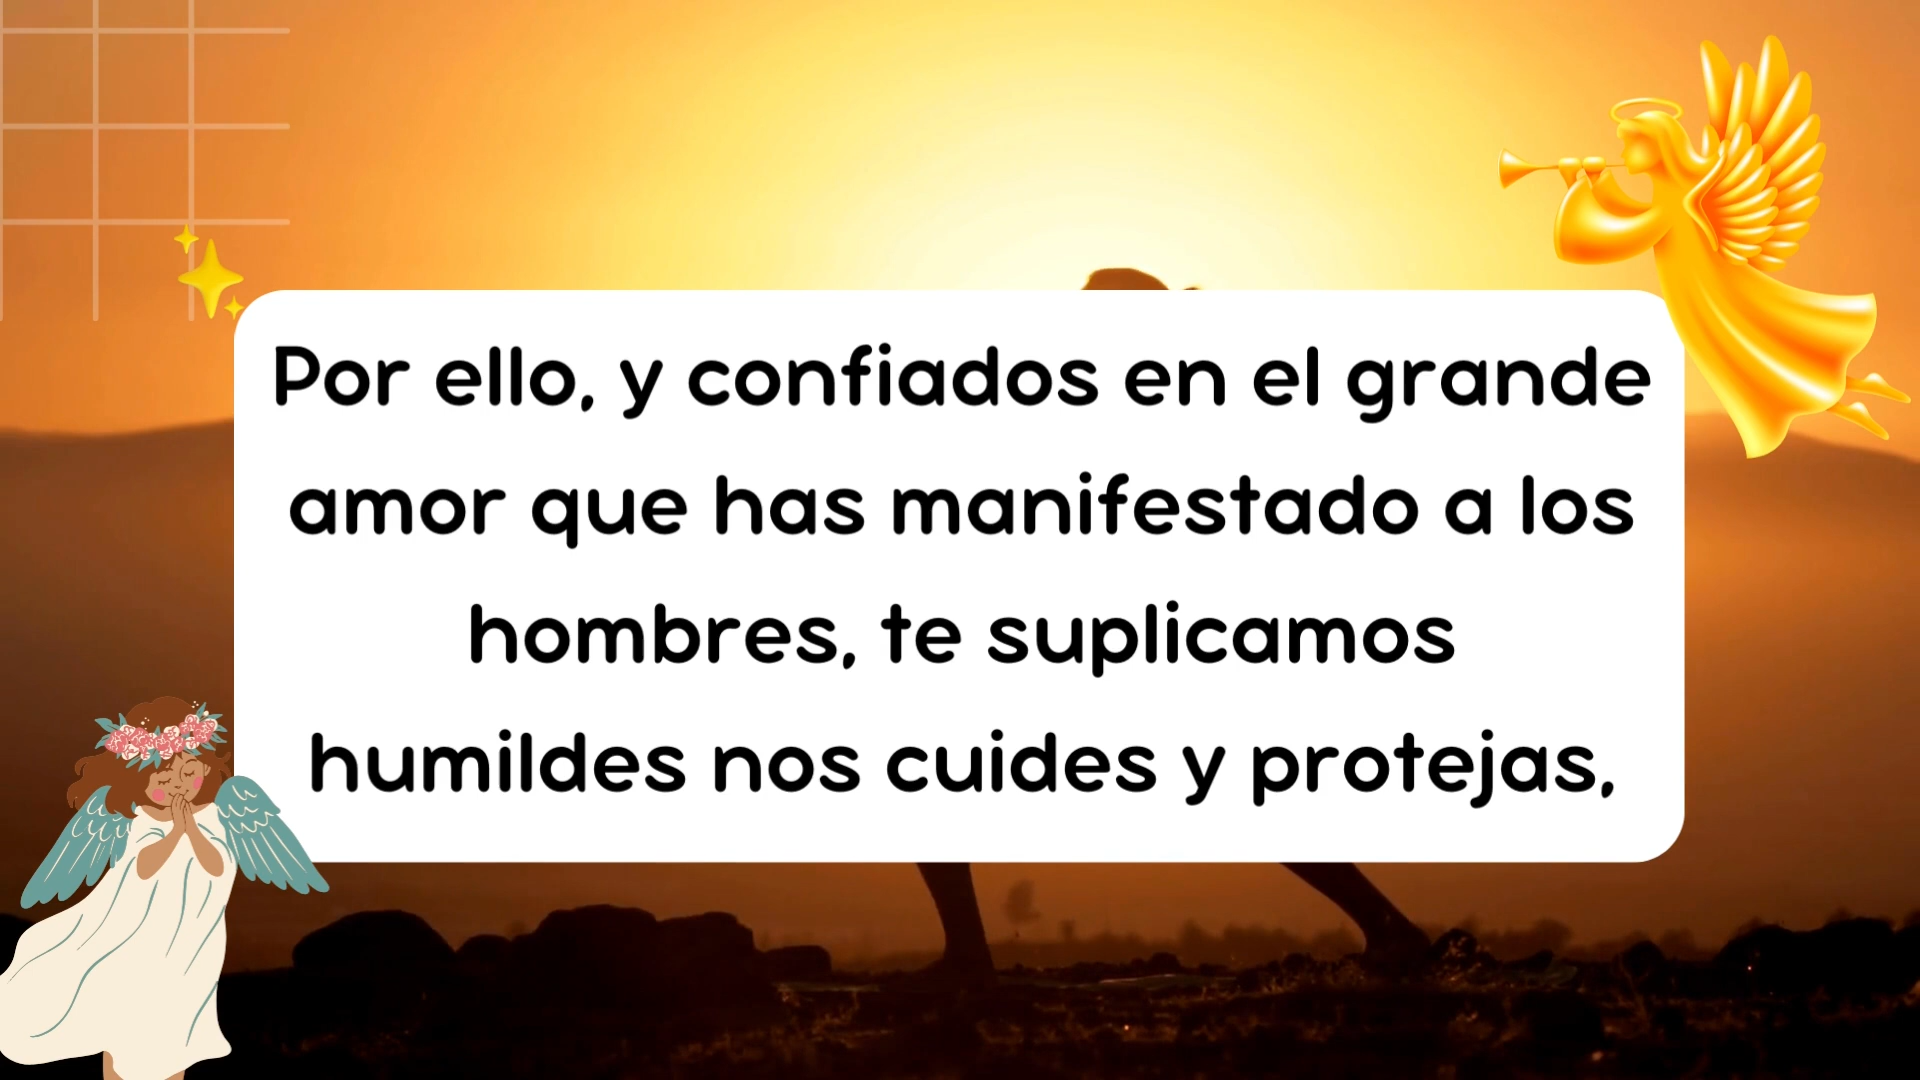 Por ello, y confiados en el grande
amor que has manifestado a los
hombres, te suplicamos
humildes nos cuides y protejas,